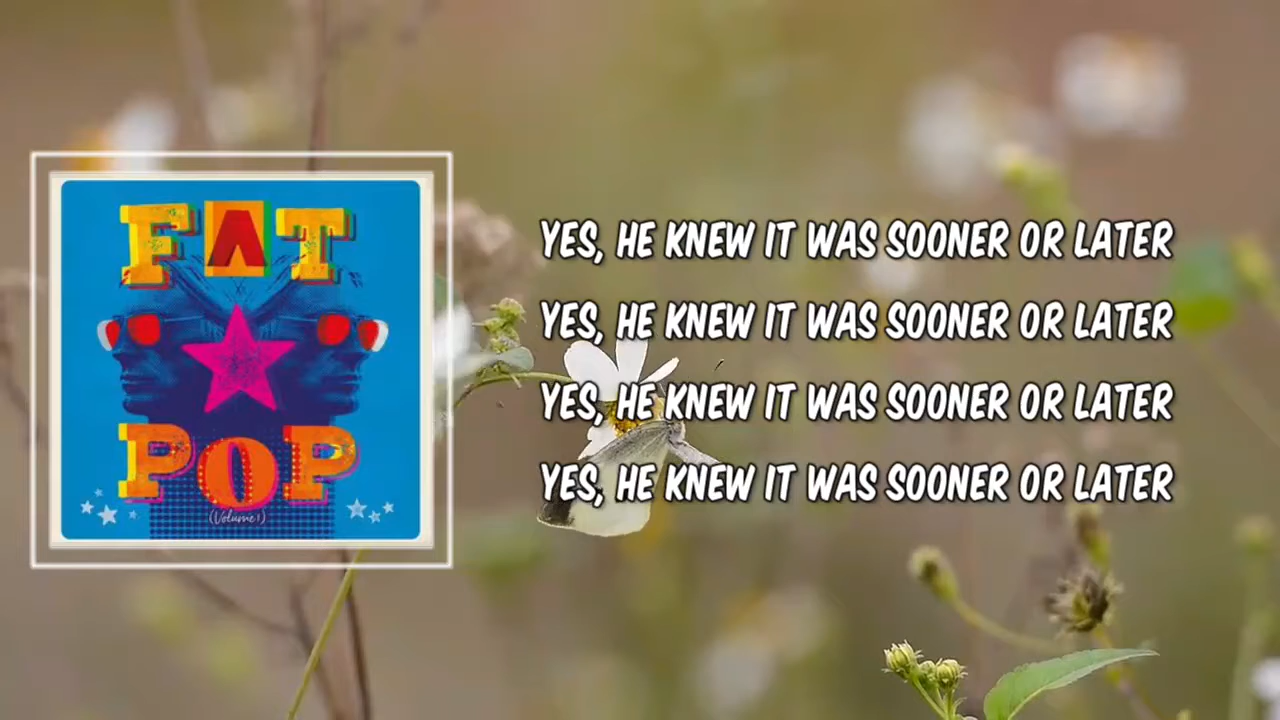 FAT
POP
(Volume 1)
YES, HE KNEW IT WAS SOONER OR LATER
YES, HE KNEW IT WAS SOONER OR LATER
YES, HE KNEW IT WAS SOONER OR LATER
YES, HE KNEW IT WAS SOONER OR LATER